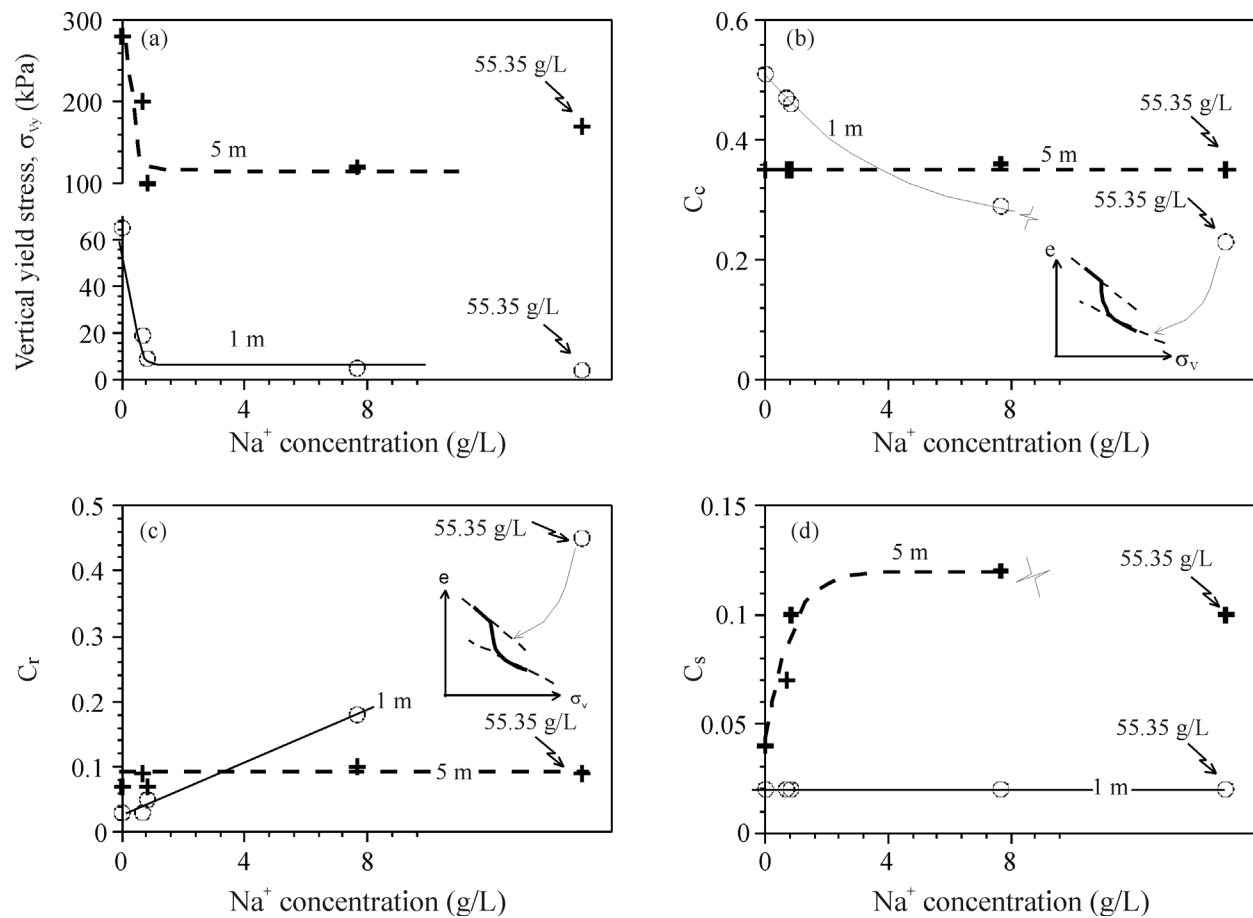 (a)
300
200
100
60
40
20
0
Vertical yield stress, σVy (kPa)
55.35 g/L
5 m
55.35 g/L
1 m
0 4 8
Na+ concentration (g/L)
(b)
0.6
0.4
0.2
0
Cc
1 m
55.35 g/L
5 m
55.35 g/L
e
σv
0 4 8
Na+ concentration (g/L)
(c)
0.5
0.4
0.3
0.2
0.1
0
Cr
55.35 g/L
e
σv
1 m
55.35 g/L
5 m
0 4 8
Na+ concentration (g/L)
(d)
0.15
0.1
0.05
0
Cs
5 m
55.35 g/L
55.35 g/L
1 m
0 4 8
Na+ concentration (g/L)